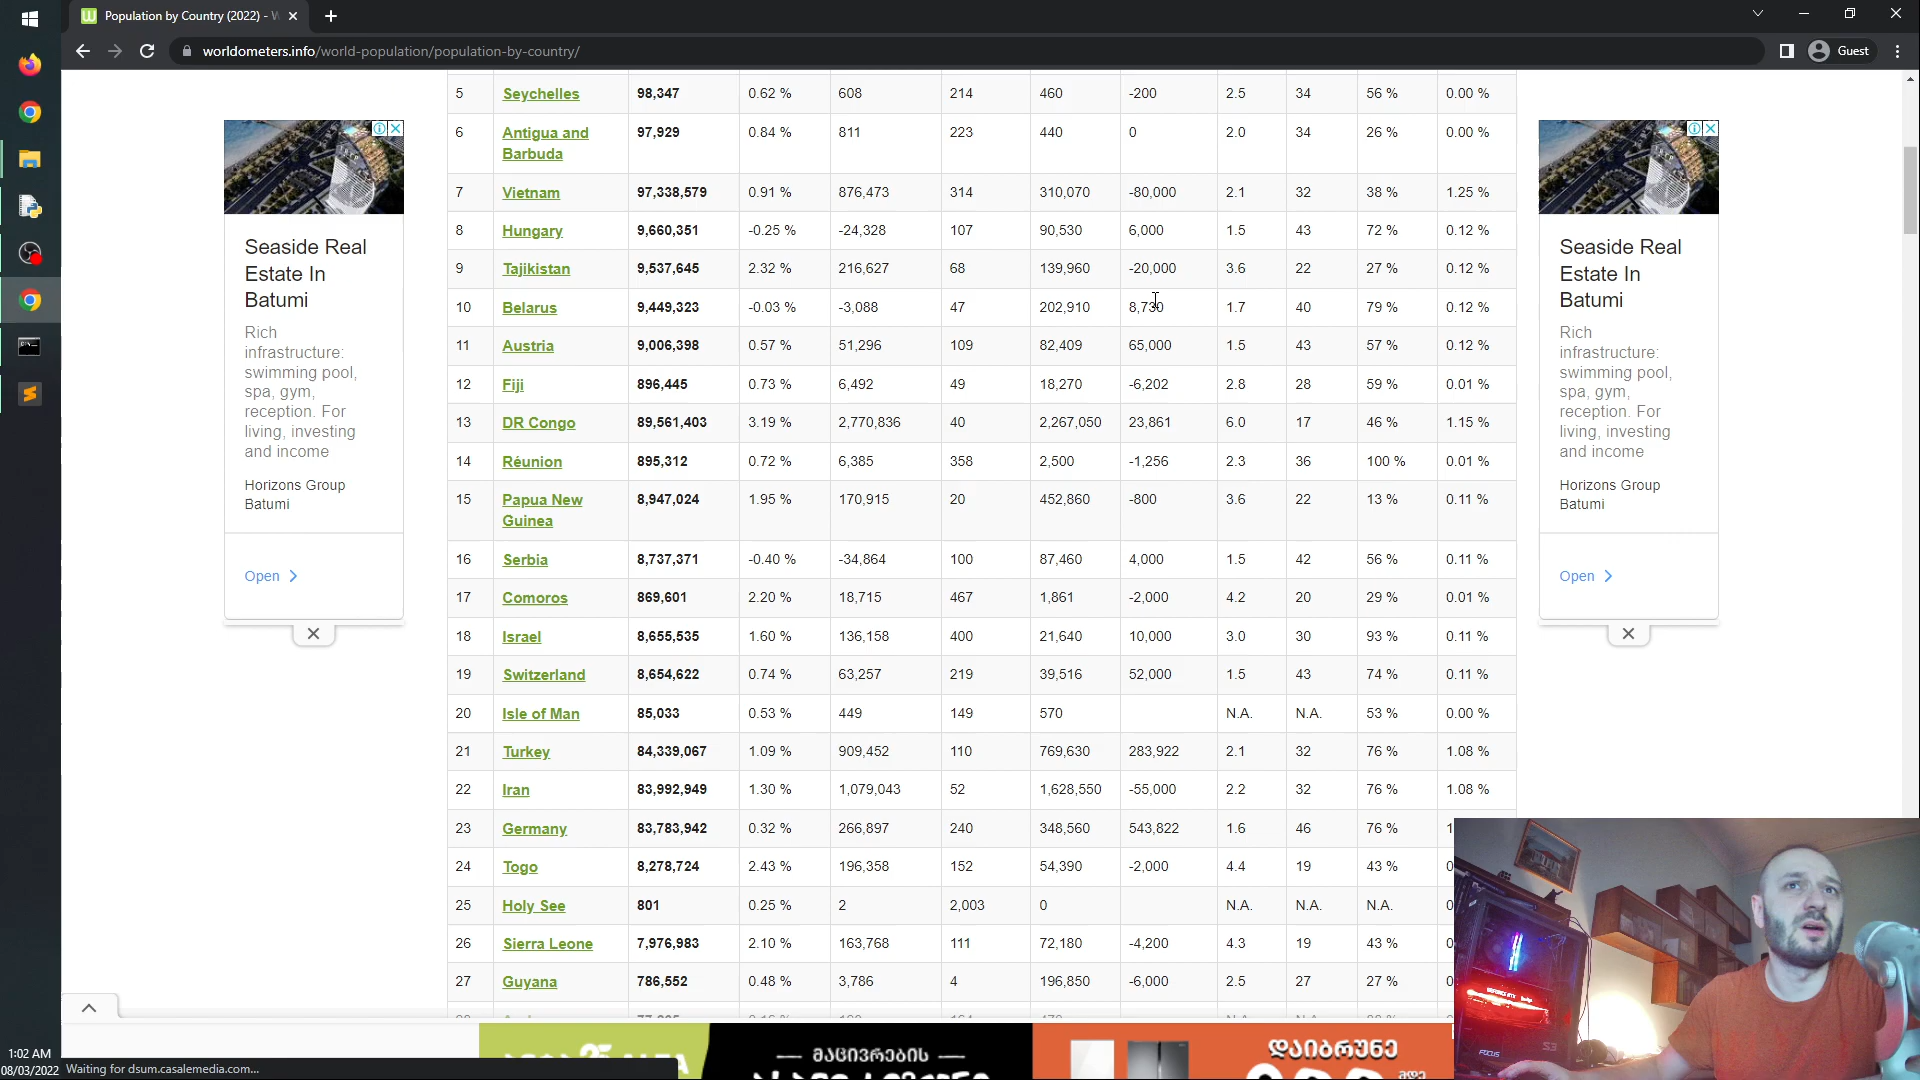 Population by Country (2022) - W
worldometers.info/world-population/population-by-country/
Guest
5 Seychelles 98,347 0.62 % 608 214 460 -200 2.5 34 56 % 0.00 %
6 Antigua and Barbuda 97,929 0.84 % 811 223 440 0 2.0 34 26 % 0.00 %
7 Vietnam 97,338,579 0.91 % 876,473 314 310,070 -80,000 2.1 32 38 % 1.25 %
8 Hungary 9,660,351 -0.25 % -24,328 107 90,530 6,000 1.5 43 72 % 0.12 %
9 Tajikistan 9,537,645 2.32 % 216,627 68 139,960 -20,000 3.6 22 27 % 0.12 %
10 Belarus 9,449,323 -0.03 % -3,088 47 202,910 8,730 1.7 40 79 % 0.12 %
11 Austria 9,006,398 0.57 % 51,296 109 82,409 65,000 1.5 43 57 % 0.12 %
12 Fiji 896,445 0.73 % 6,492 49 18,270 -6,202 2.8 28 59 % 0.01 %
13 DR Congo 89,561,403 3.19 % 2,770,836 40 2,267,050 23,861 6.0 17 46 % 1.15 %
14 Réunion 895,312 0.72 % 6,385 358 2,500 -1,256 2.3 36 100 % 0.01 %
15 Papua New Guinea 8,947,024 1.95 % 170,915 20 452,860 -800 3.6 22 13 % 0.11 %
16 Serbia 8,737,371 -0.40 % -34,864 100 87,460 4,000 1.5 42 56 % 0.11 %
17 Comoros 869,601 2.20 % 18,715 467 1,861 -2,000 4.2 20 29 % 0.01 %
18 Israel 8,655,535 1.60 % 136,158 400 21,640 10,000 3.0 30 93 % 0.11 %
19 Switzerland 8,654,622 0.74 % 63,257 219 39,516 52,000 1.5 43 74 % 0.11 %
20 Isle of Man 85,033 0.53 % 449 149 570 N.A. N.A. 53 % 0.00 %
21 Turkey 84,339,067 1.09 % 909,452 110 769,630 283,922 2.1 32 76 % 1.08 %
22 Iran 83,992,949 1.30 % 1,079,043 52 1,628,550 -55,000 2.2 32 76 % 1.08 %
23 Germany 83,783,942 0.32 % 266,897 240 348,560 543,822 1.6 46 76 % 1
24 Togo 8,278,724 2.43 % 196,358 152 54,390 -2,000 4.4 19 43 % 0
25 Holy See 801 0.25 % 2 2,003 0 N.A. N.A. N.A. 0
26 Sierra Leone 7,976,983 2.10 % 163,768 111 72,180 -4,200 4.3 19 43 % 0
27 Guyana 786,552 0.48 % 3,786 4 196,850 -6,000 2.5 27 27 % 0
Seaside Real
Estate In
Batumi
Rich
infrastructure:
swimming pool,
spa, gym,
reception. For
living, investing
and income
Horizons Group
Batumi
Open
Seaside Real
Estate In
Batumi
Rich
infrastructure:
swimming pool,
spa, gym,
reception. For
living, investing
and income
Horizons Group
Batumi
Open
— მაცივრების —
დაიბრუნე
1:02 AM
08/03/2022
Waiting for dsum.casalemedia.com...